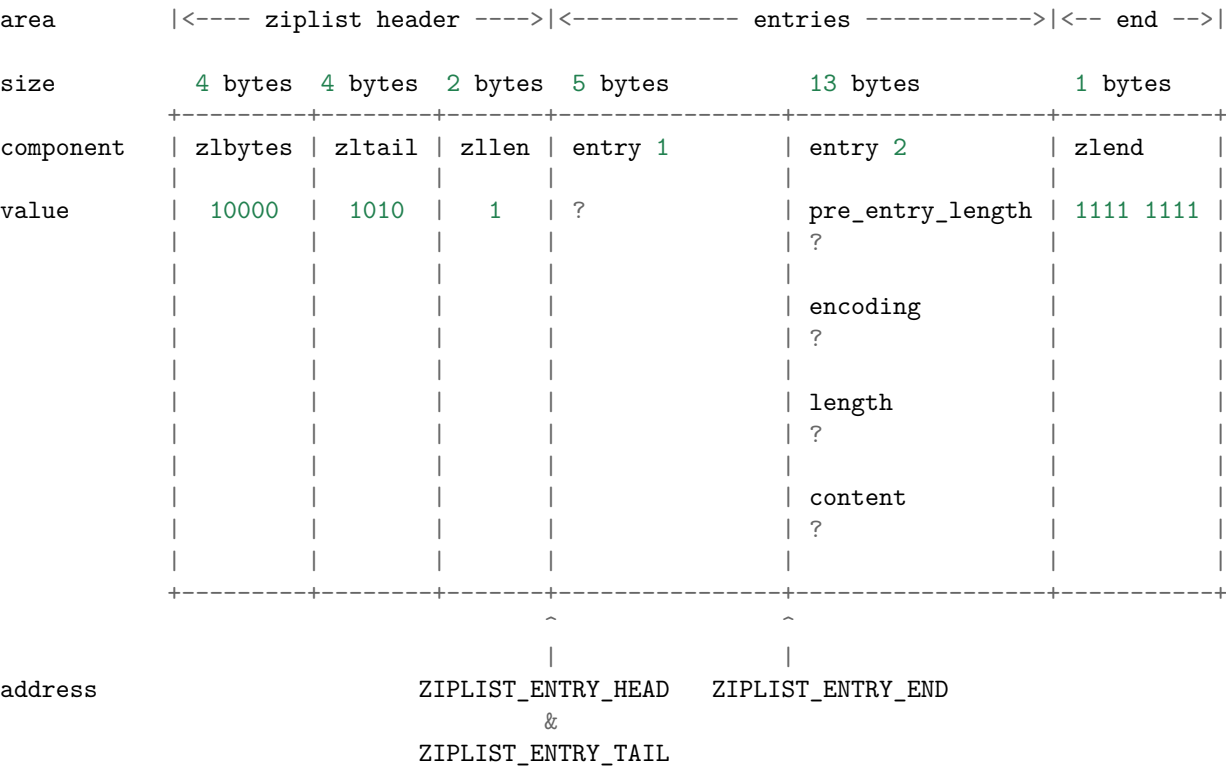 area         |<---- ziplist header ---->|<------------ entries ------------>|<-- end -->|
size           4 bytes  4 bytes  2 bytes  5 bytes          13 bytes           1 bytes
             +---------+--------+-------+----------------+------------------+-----------+
component    | zlbytes | zltail | zllen | entry 1        | entry 2          | zlend     |
             |         |        |       |                |                  |           |
value        |  10000  |  1010  |   1   | ?              | pre_entry_length | 1111 1111 |
             |         |        |       |                | ?                |           |
             |         |        |       |                |                  |           |
             |         |        |       |                | encoding         |           |
             |         |        |       |                | ?                |           |
             |         |        |       |                |                  |           |
             |         |        |       |                | length           |           |
             |         |        |       |                | ?                |           |
             |         |        |       |                |                  |           |
             |         |        |       |                | content          |           |
             |         |        |       |                | ?                |           |
             |         |        |       |                |                  |           |
             +---------+--------+-------+----------------+------------------+-----------+
                                        ^                ^
                                        |                |
address                        ZIPLIST_ENTRY_HEAD   ZIPLIST_ENTRY_END
                                        &
                               ZIPLIST_ENTRY_TAIL